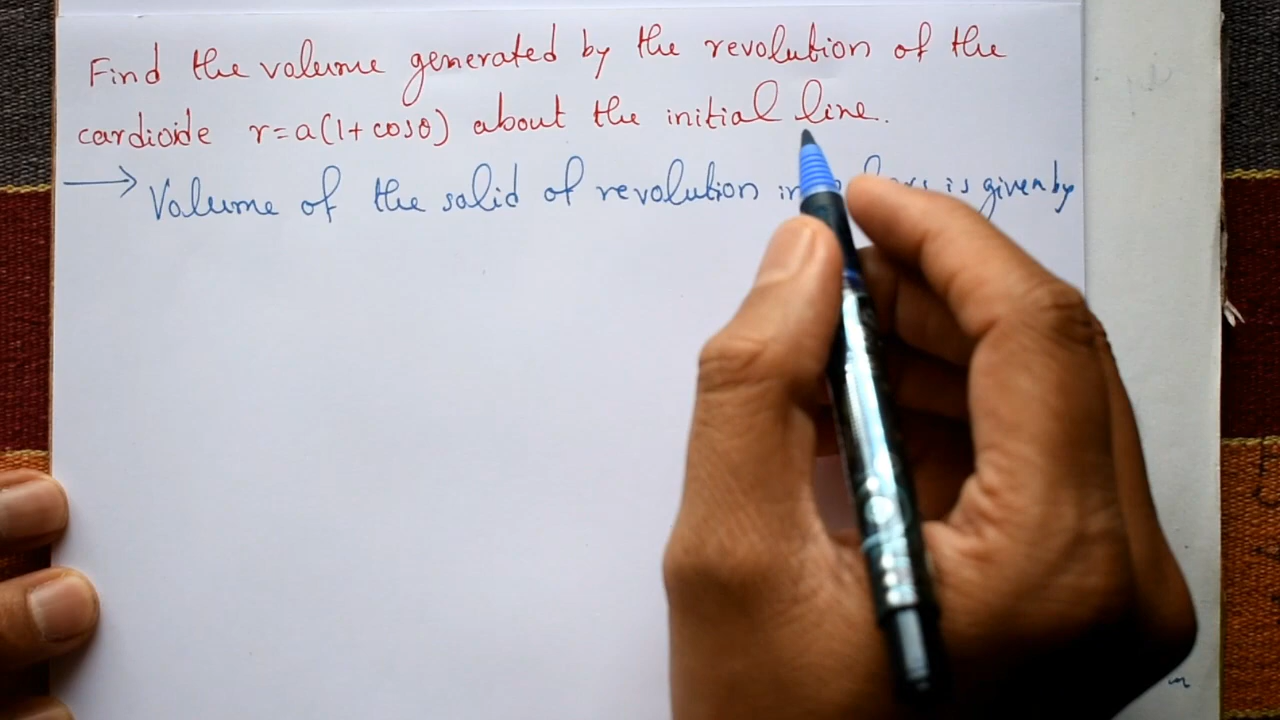 Find the volume generated by the revolution of the
cardioide r=a(1+cosθ) about the initial line.
→ Volume of the solid of revolution in is given by